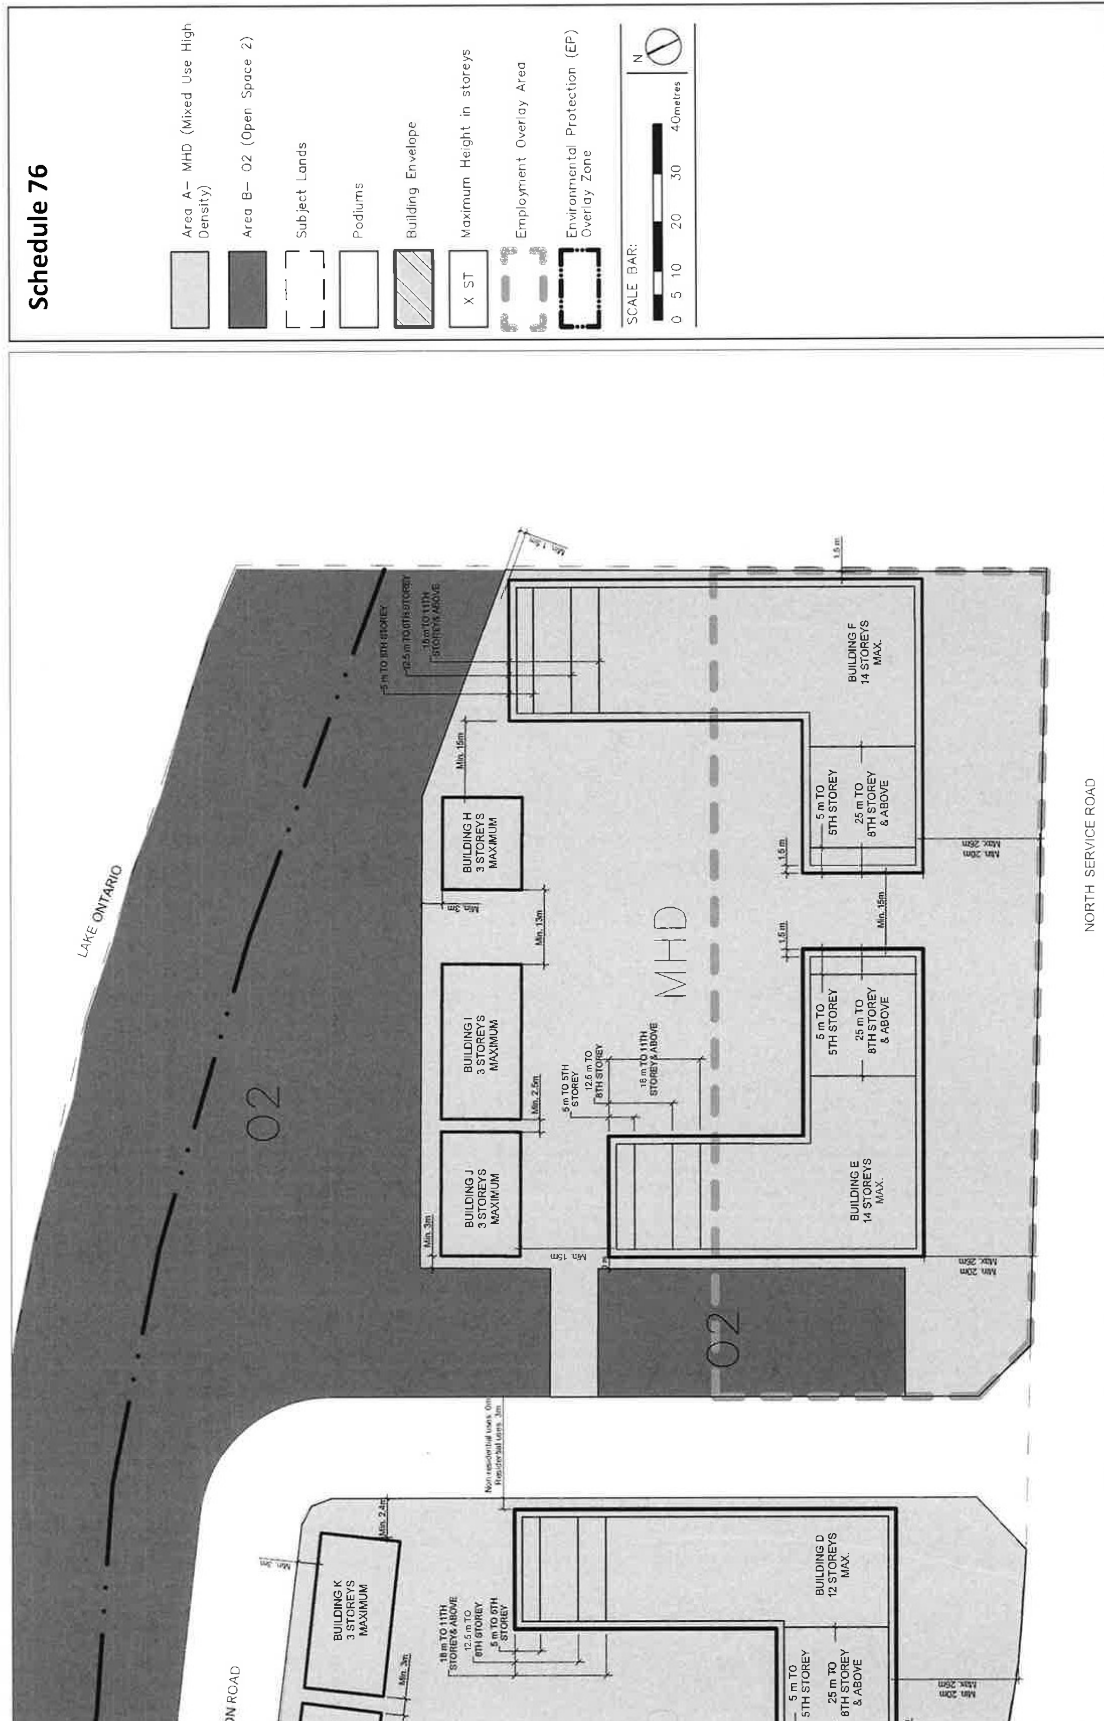 Schedule 76
Area A- MHD (Mixed Use High
Density)
Area B- O2 (Open Space 2)
Subject Lands
Podiums
Building Envelope
X ST
Maximum Height in storeys
Employment Overlay Area
Environmental Protection (EP)
Overlay Zone
SCALE BAR:
0 5 10 20 30 40metres
N
LAKE ONTARIO
O2
Min. 1.5m
5 m TO 5TH STOREY
12.5 m TO 8TH STOREY
18 m TO 11TH
STOREY& ABOVE
1.5 m
BUILDING F
14 STOREYS
MAX.
Min. 15m
BUILDING H
3 STOREYS
MAXIMUM
5 m TO
5TH STOREY
25 m TO
8TH STOREY
& ABOVE
Max. 26m
Min. 20m
1.5 m
Min. 13m
Min. 15m
MHD
1.5 m
BUILDING I
3 STOREYS
MAXIMUM
5 m TO
5TH STOREY
25 m TO
8TH STOREY
& ABOVE
Min. 2.5m
5 m TO 5TH
STOREY
12.5 m TO
8TH STOREY
18 m TO 11TH
STOREY& ABOVE
BUILDING J
3 STOREYS
MAXIMUM
Min. 3m
Min. 15m
BUILDING E
14 STOREYS
MAX.
Max. 26m
Min. 20m
O2
NORTH SERVICE ROAD
Non-residential uses: 0m
Residential uses: 3m
Min. 2.4m
Min. 3m
BUILDING K
3 STOREYS
MAXIMUM
Min. 3m
18 m TO 11TH
STOREY& ABOVE
12.5 m TO
8TH STOREY
5 m TO 5TH
STOREY
BUILDING D
12 STOREYS
MAX.
5 m TO
5TH STOREY
25 m TO
8TH STOREY
& ABOVE
Max. 26m
Min. 20m
ON ROAD